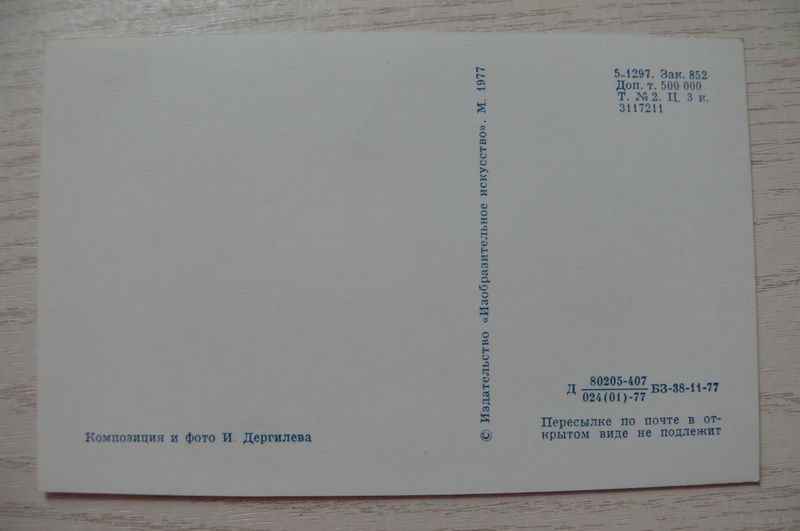 Композиция и фото И. Дергилева
© Издательство «Изобразительное искусство». М. 1977
5-1297. Зак. 852
Доп. т. 500 000
Т. № 2. Ц. 3 к.
3117211
Д 80205-407 БЗ-38-11-77
024(01)-77
Пересылке по почте в от-
крытом виде не подлежит